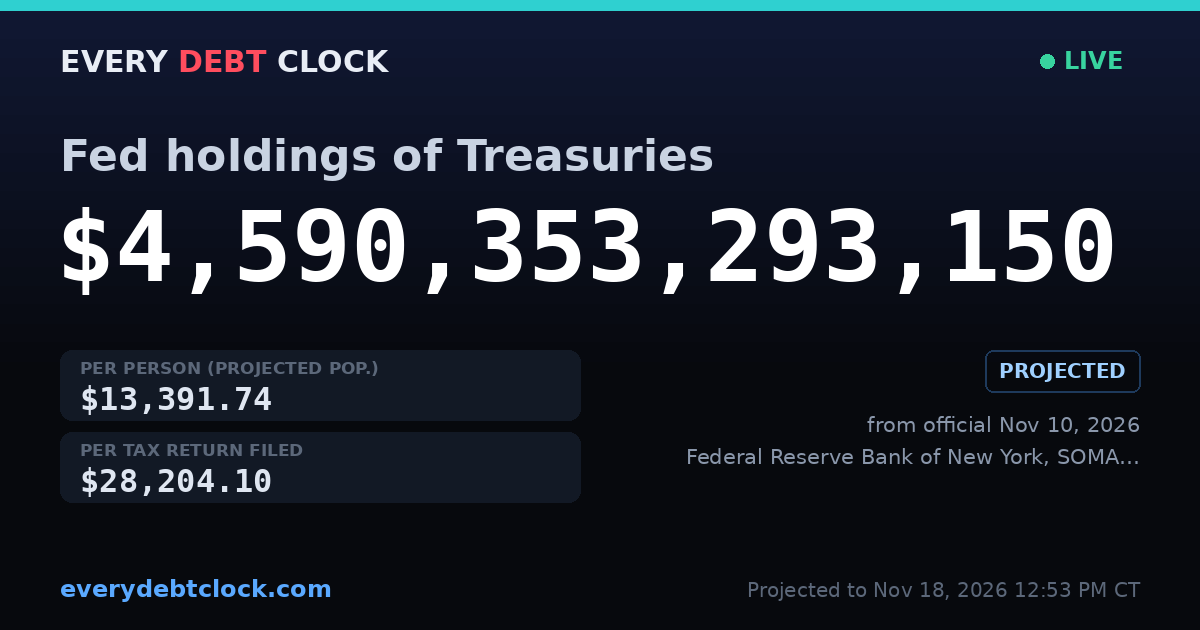 EVERY DEBT CLOCK
LIVE
Fed holdings of Treasuries
$4,590,353,293,150
PER PERSON (PROJECTED POP.)
$13,391.74
PER TAX RETURN FILED
$28,204.10
PROJECTED
from official Nov 10, 2026
Federal Reserve Bank of New York, SOMA…
everydebtclock.com
Projected to Nov 18, 2026 12:53 PM CT